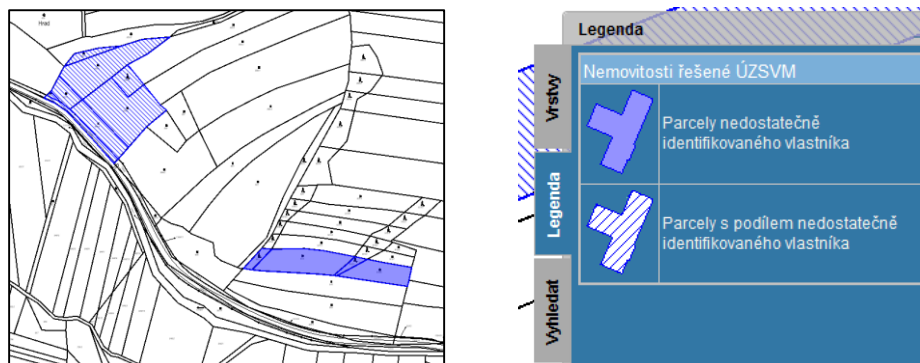 Hrad
Legenda
Vrstvy
Legenda
Vyhledat
Nemovitosti řešené ÚZSVM
Parcely nedostatečně
identifikovaného vlastníka
Parcely s podílem nedostatečně
identifikovaného vlastníka